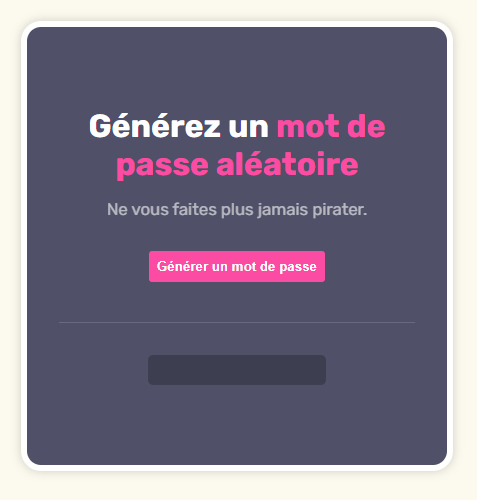 Générez un mot de
passe aléatoire
Ne vous faites plus jamais pirater.
Générer un mot de passe